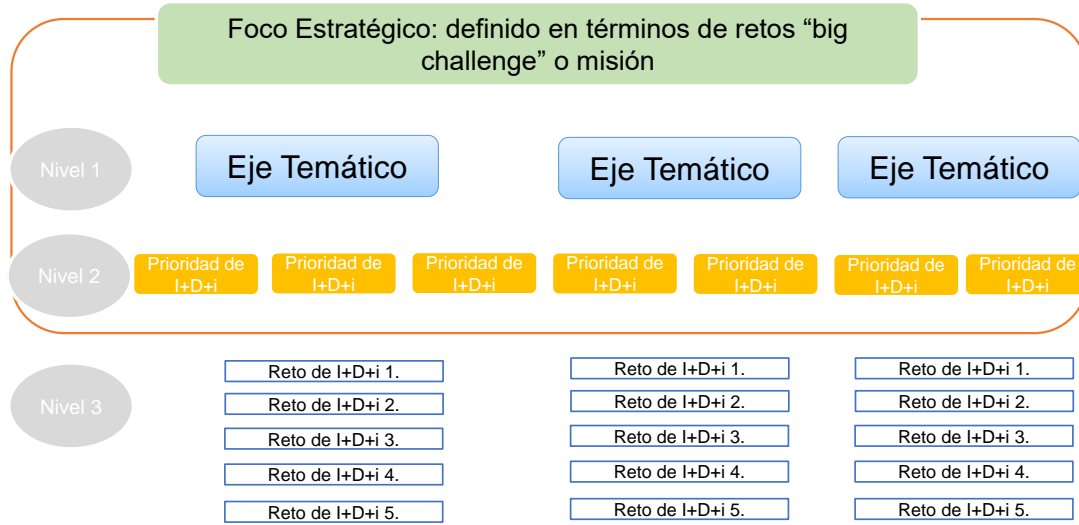 Foco Estratégico: definido en términos de retos “big
challenge” o misión
Nivel 1
Eje Temático
Eje Temático
Eje Temático
Nivel 2
Prioridad de
I+D+i
Prioridad de
I+D+i
Prioridad de
I+D+i
Prioridad de
I+D+i
Prioridad de
I+D+i
Prioridad de
I+D+i
Prioridad de
I+D+i
Nivel 3
Reto de I+D+i 1.
Reto de I+D+i 2.
Reto de I+D+i 3.
Reto de I+D+i 4.
Reto de I+D+i 5.
Reto de I+D+i 1.
Reto de I+D+i 2.
Reto de I+D+i 3.
Reto de I+D+i 4.
Reto de I+D+i 5.
Reto de I+D+i 1.
Reto de I+D+i 2.
Reto de I+D+i 3.
Reto de I+D+i 4.
Reto de I+D+i 5.